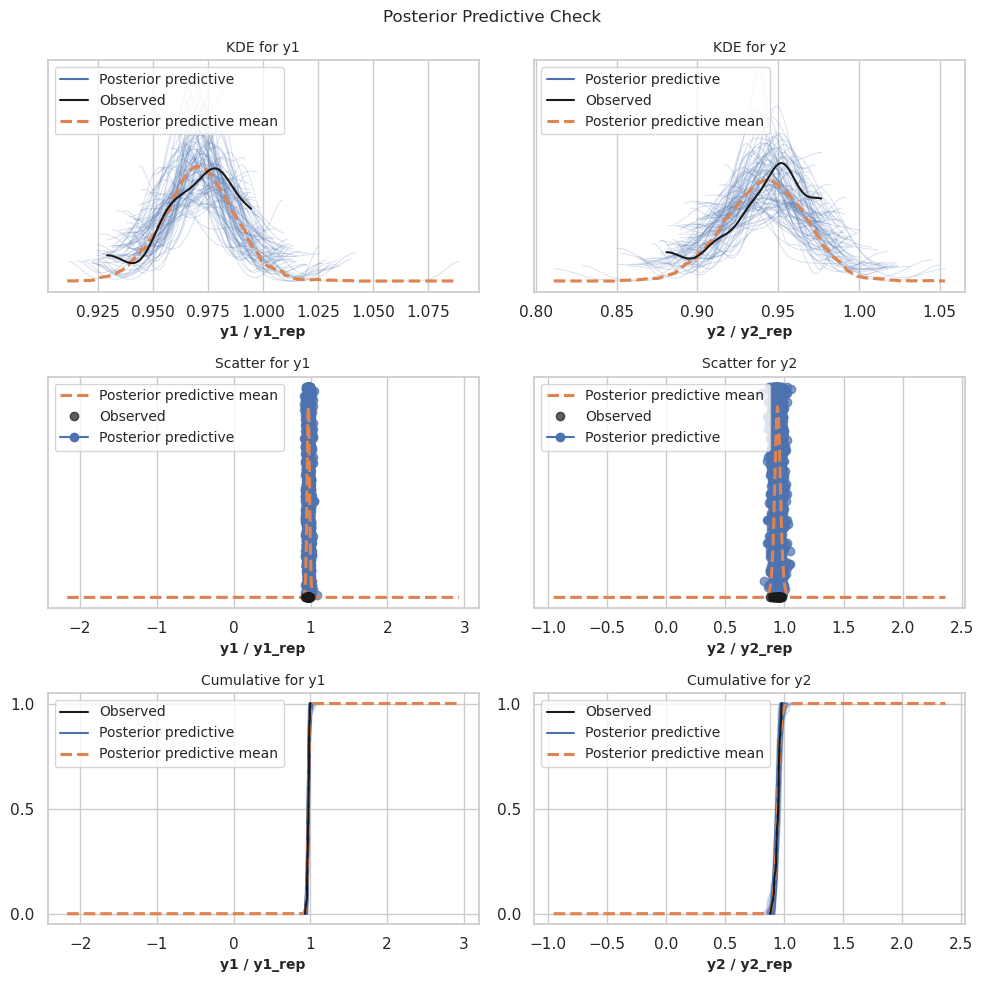 Posterior Predictive Check
KDE for y1
Posterior predictive
Observed
Posterior predictive mean
0.925 0.950 0.975 1.000 1.025 1.050 1.075
y1 / y1_rep
KDE for y2
Posterior predictive
Observed
Posterior predictive mean
0.80 0.85 0.90 0.95 1.00 1.05
y2 / y2_rep
Scatter for y1
Posterior predictive mean
Observed
Posterior predictive
−2 −1 0 1 2 3
y1 / y1_rep
Scatter for y2
Posterior predictive mean
Observed
Posterior predictive
−1.0 −0.5 0.0 0.5 1.0 1.5 2.0 2.5
y2 / y2_rep
Cumulative for y1
1.0
0.5
0.0
Observed
Posterior predictive
Posterior predictive mean
−2 −1 0 1 2 3
y1 / y1_rep
Cumulative for y2
1.0
0.5
0.0
Observed
Posterior predictive
Posterior predictive mean
−1.0 −0.5 0.0 0.5 1.0 1.5 2.0 2.5
y2 / y2_rep